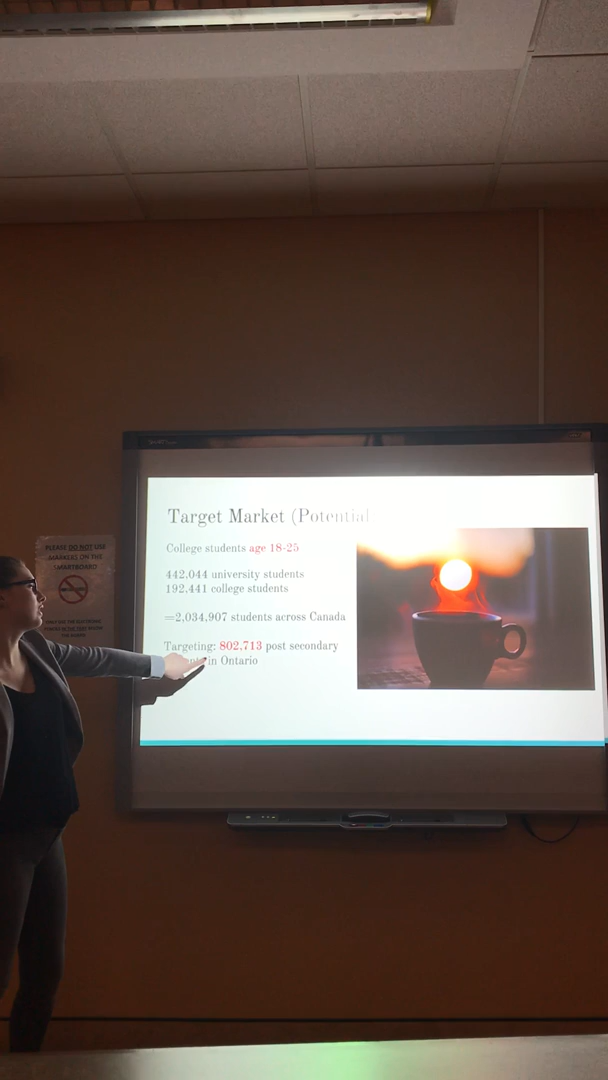 Target Market (Potential
College students age 18-25
442,044 university students
192,441 college students
=2,034,907 students across Canada
Targeting: 802,713 post secondary
in Ontario
PLEASE DO NOT USE
MARKERS ON THE
SMARTBOARD